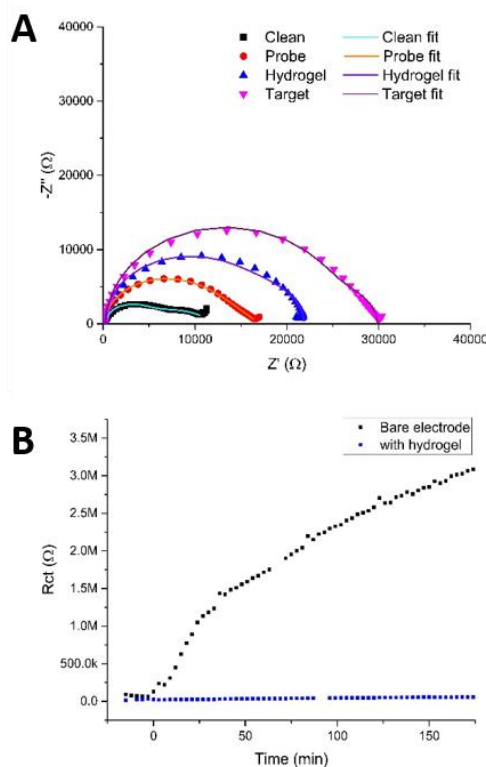 A
Clean Clean fit
Probe Probe fit
Hydrogel Hydrogel fit
Target Target fit
40000
30000
20000
10000
0
-Z'' (Ω)
0 10000 20000 30000 40000
Z' (Ω)
B
Bare electrode
with hydrogel
3.5M
3.0M
2.5M
2.0M
1.5M
1.0M
500.0k
0.0
Rct (Ω)
0 50 100 150
Time (min)